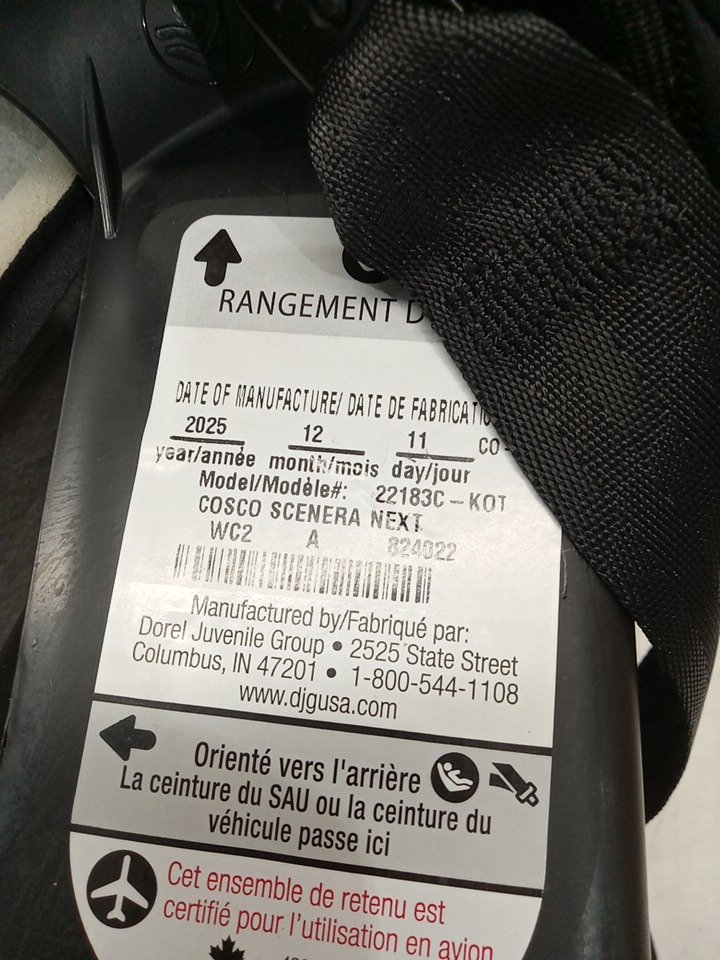 RANGEMENT
DATE OF MANUFACTURE/ DATE DE
2025 12 11
year/année month/mois day/jour
Model/Modèle#: 22183C-KOT
COSCO SCENERA NEXT
WC2 A 824022
Manufactured by/Fabriqué par:
Dorel Juvenile Group • 2525 State Street
Columbus, IN 47201 • 1-800-544-1108
www.djgusa.com
Orienté vers l'arrière
La ceinture du SAU ou la ceinture du
véhicule passe ici
Cet ensemble de retenu est
certifié pour l'utilisation en avion